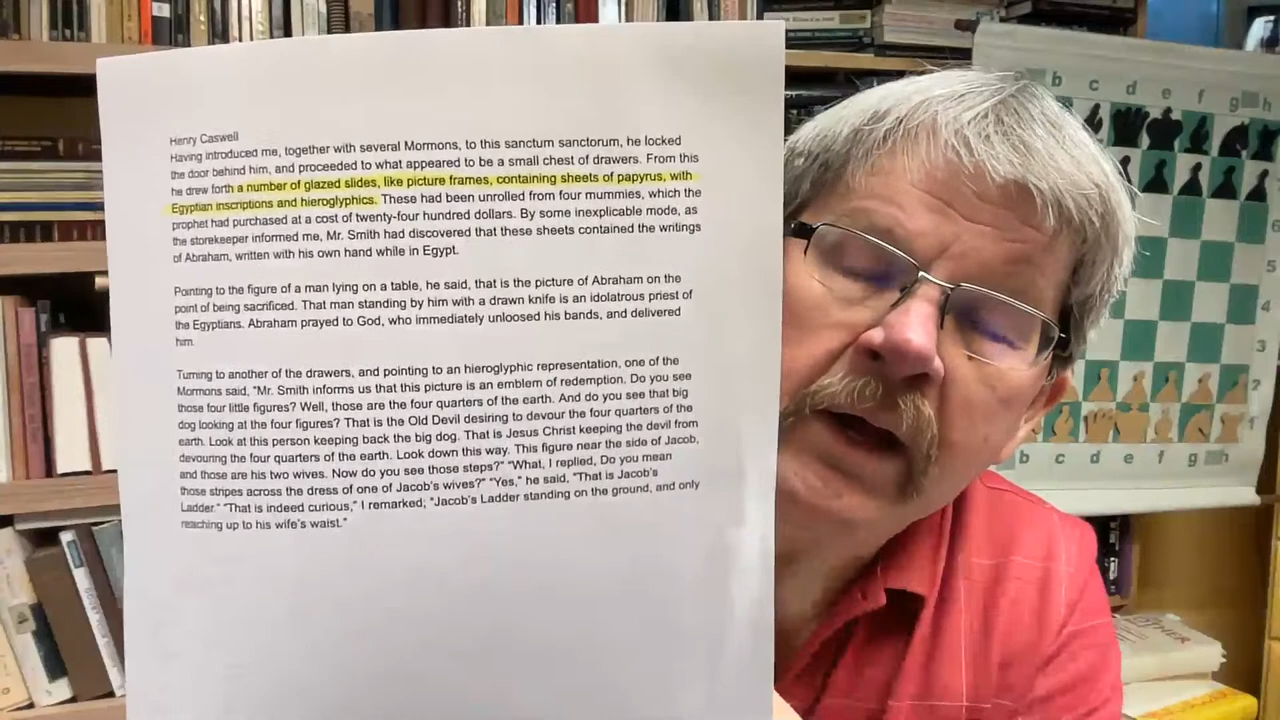 Henry Caswell
Having introduced me, together with several Mormons, to this sanctum sanctorum, he locked
the door behind him, and proceeded to what appeared to be a small chest of drawers. From this
he drew forth a number of glazed slides, like picture frames, containing sheets of papyrus, with
Egyptian inscriptions and hieroglyphics. These had been unrolled from four mummies, which the
prophet had purchased at a cost of twenty-four hundred dollars. By some inexplicable mode, as
the storekeeper informed me, Mr. Smith had discovered that these sheets contained the writings
of Abraham, written with his own hand while in Egypt.
Pointing to the figure of a man lying on a table, he said, that is the picture of Abraham on the
point of being sacrificed. That man standing by him with a drawn knife is an idolatrous priest of
the Egyptians. Abraham prayed to God, who immediately unloosed his bands, and delivered
him.
Turning to another of the drawers, and pointing to an hieroglyphic representation, one of the
Mormons said, "Mr. Smith informs us that this picture is an emblem of redemption. Do you see
those four little figures? Well, those are the four quarters of the earth. And do you see that big
dog looking at the four figures? That is the Old Devil desiring to devour the four quarters of the
earth. Look at this person keeping back the big dog. That is Jesus Christ keeping the devil from
devouring the four quarters of the earth. Look down this way. This figure near the side of Jacob,
and those are his two wives. Now do you see those steps?" "What, I replied, Do you mean
those stripes across the dress of one of Jacob's wives?" "Yes," he said, "That is Jacob's
Ladder." "That is indeed curious," I remarked; "Jacob's Ladder standing on the ground, and only
reaching up to his wife's waist."
b c d e f g h
6
5
4
3
2
1
b c d e f g h